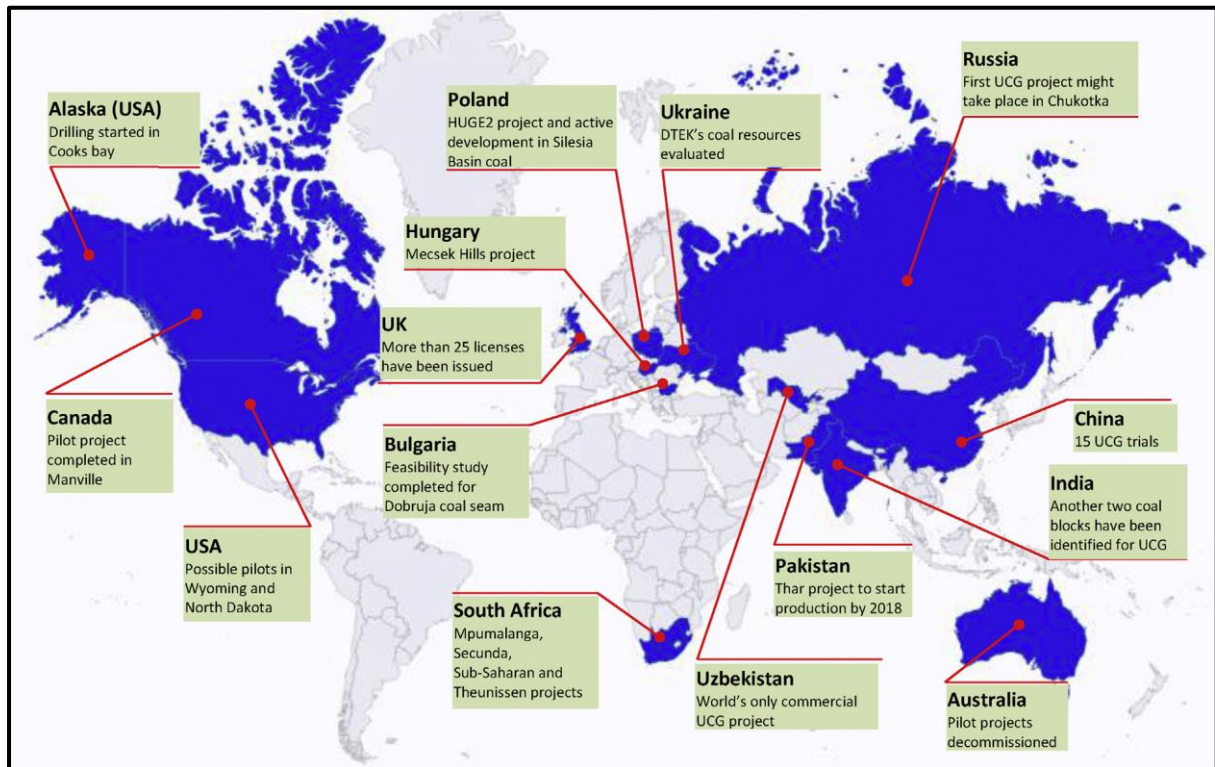 Alaska (USA)
Drilling started in
Cooks bay
Poland
HUGE2 project and active
development in Silesia
Basin coal
Ukraine
DTEK's coal resources
evaluated
Russia
First UCG project might
take place in Chukotka
Hungary
Mecsek Hills project
UK
More than 25 licenses
have been issued
Canada
Pilot project
completed in
Manville
Bulgaria
Feasibility study
completed for
Dobruja coal seam
China
15 UCG trials
India
Another two coal
blocks have been
identified for UCG
USA
Possible pilots in
Wyoming and
North Dakota
Pakistan
Thar project to start
production by 2018
South Africa
Mpumalanga,
Secunda,
Sub-Saharan and
Theunissen projects
Uzbekistan
World's only commercial
UCG project
Australia
Pilot projects
decommissioned